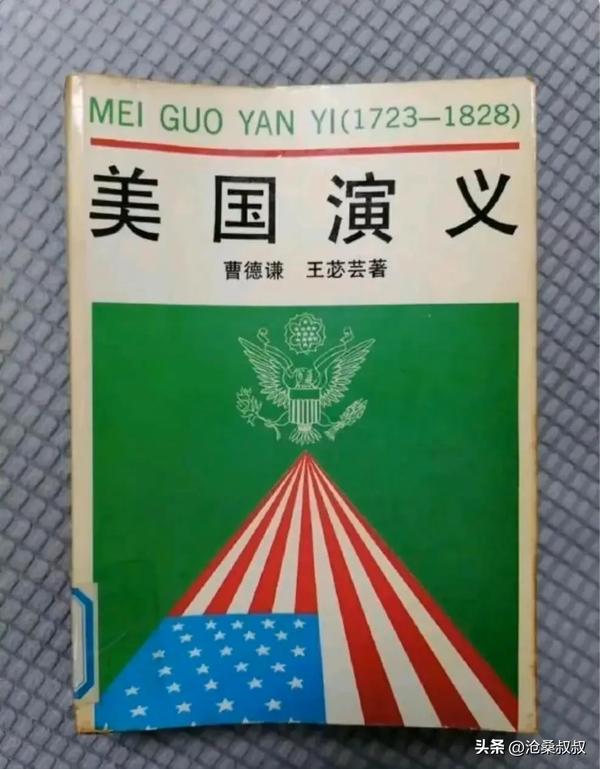 MEI GUO YAN YI(1723—1828)
美国演义
曹德谦 王苾芸著
头条 @沧桑叔叔